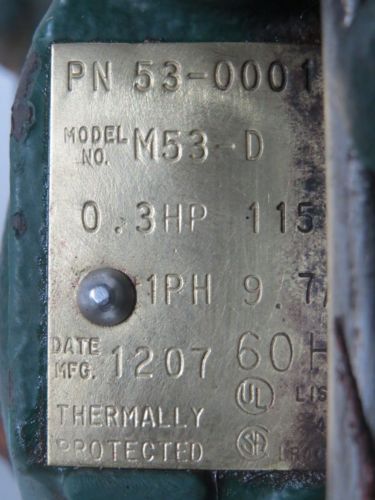 PN 53-0001
MODEL NO. M53-D
0.3HP 115
1PH 9.7
DATE MFG. 1207 60H
UL LIS
THERMALLY
PROTECTED SA